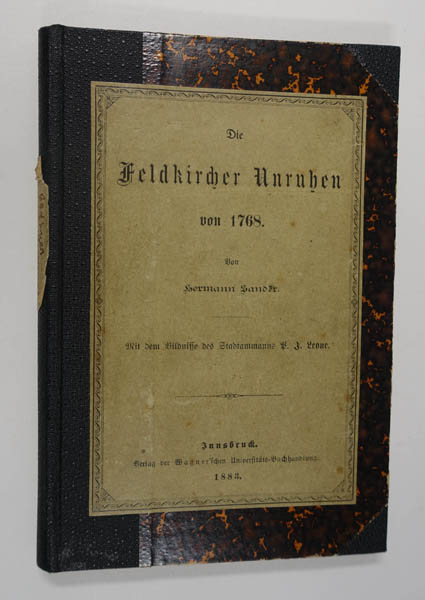 Die
Feldkircher Unruhen
von 1768.
Von
Hermann Sander.
Mit dem Bildnisse des Stadtammanns P. J. Leone.
Innsbruck.
Verlag der Wagner'schen Universitäts-Buchhandlung.
1883.